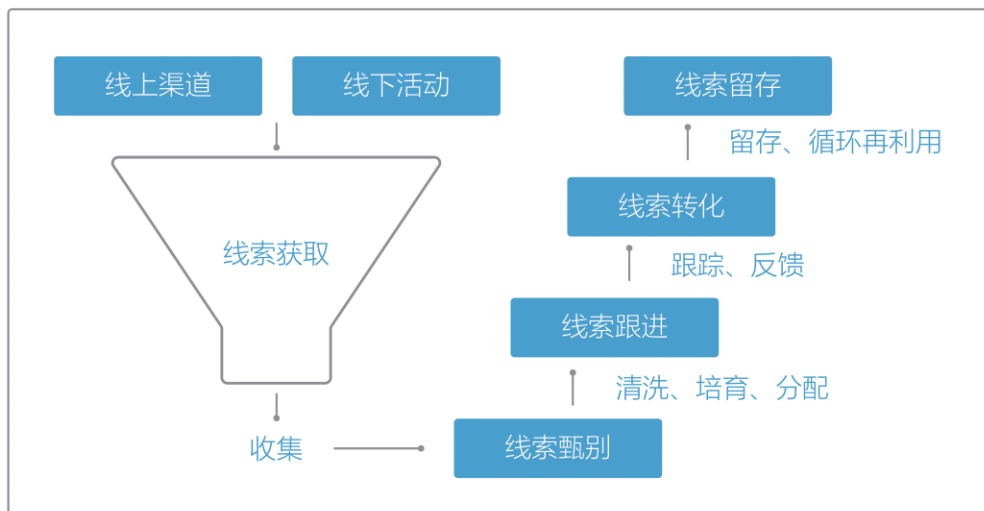 线上渠道
线下活动
线索获取
收集
线索甄别
清洗、培育、分配
线索跟进
跟踪、反馈
线索转化
留存、循环再利用
线索留存